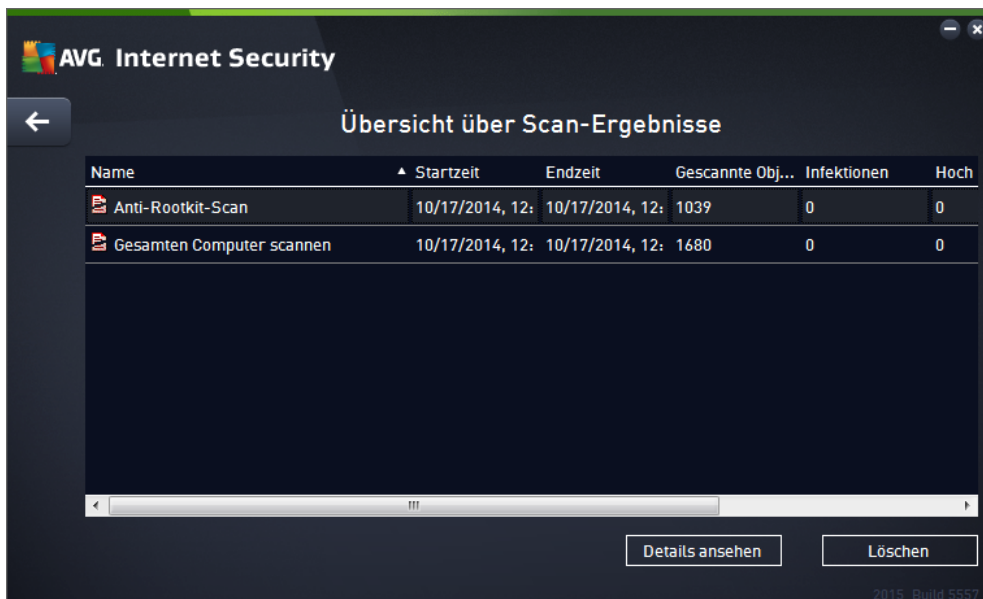 AVG Internet Security
Übersicht über Scan-Ergebnisse
Name Startzeit Endzeit Gescannte Obj... Infektionen Hoch
Anti-Rootkit-Scan 10/17/2014, 12: 10/17/2014, 12: 1039 0 0
Gesamten Computer scannen 10/17/2014, 12: 10/17/2014, 12: 1680 0 0
Details ansehen Löschen
2015 Build 5557